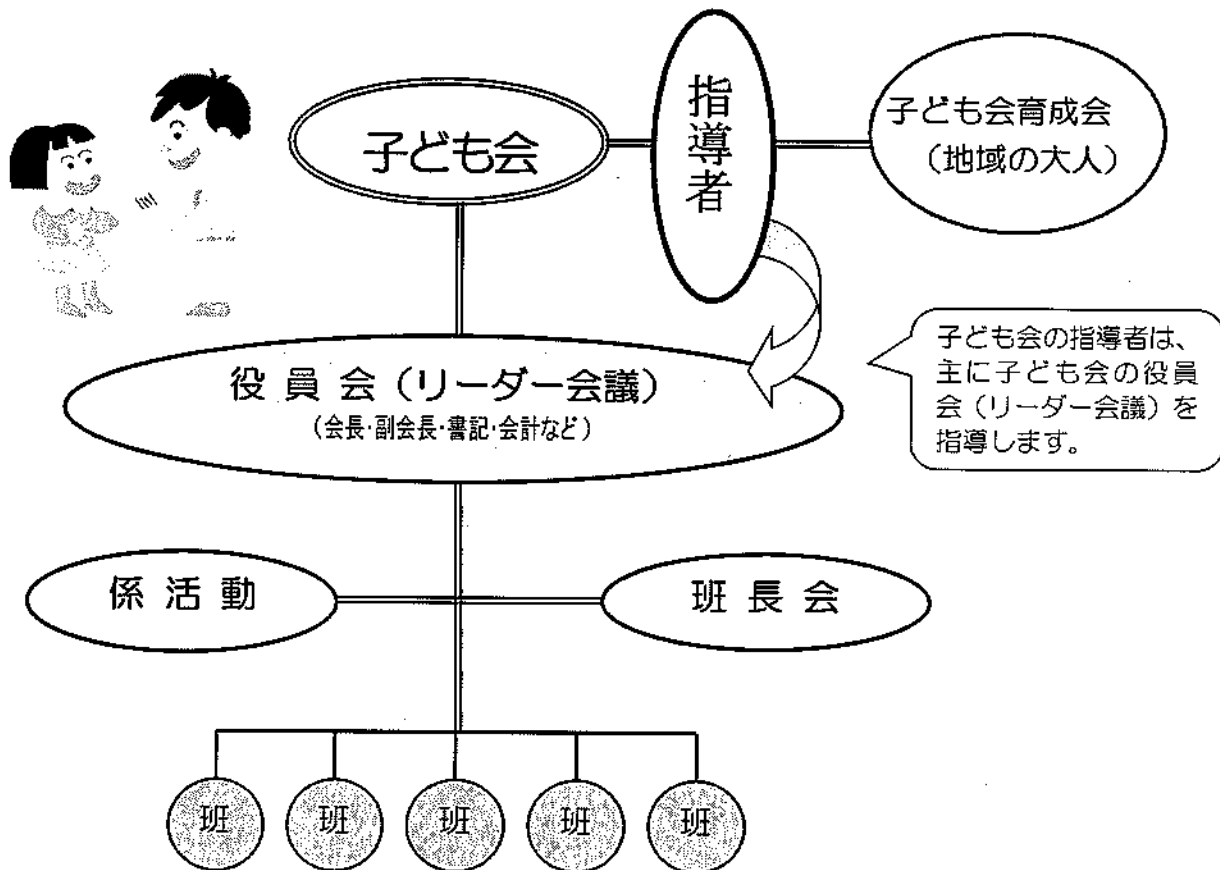 子ども会
指導者
子ども会育成会
（地域の大人）
役員会（リーダー会議）
（会長・副会長・書記・会計など）
子ども会の指導者は、
主に子ども会の役員
会（リーダー会議）を
指導します。
係活動
班長会
班
班
班
班
班